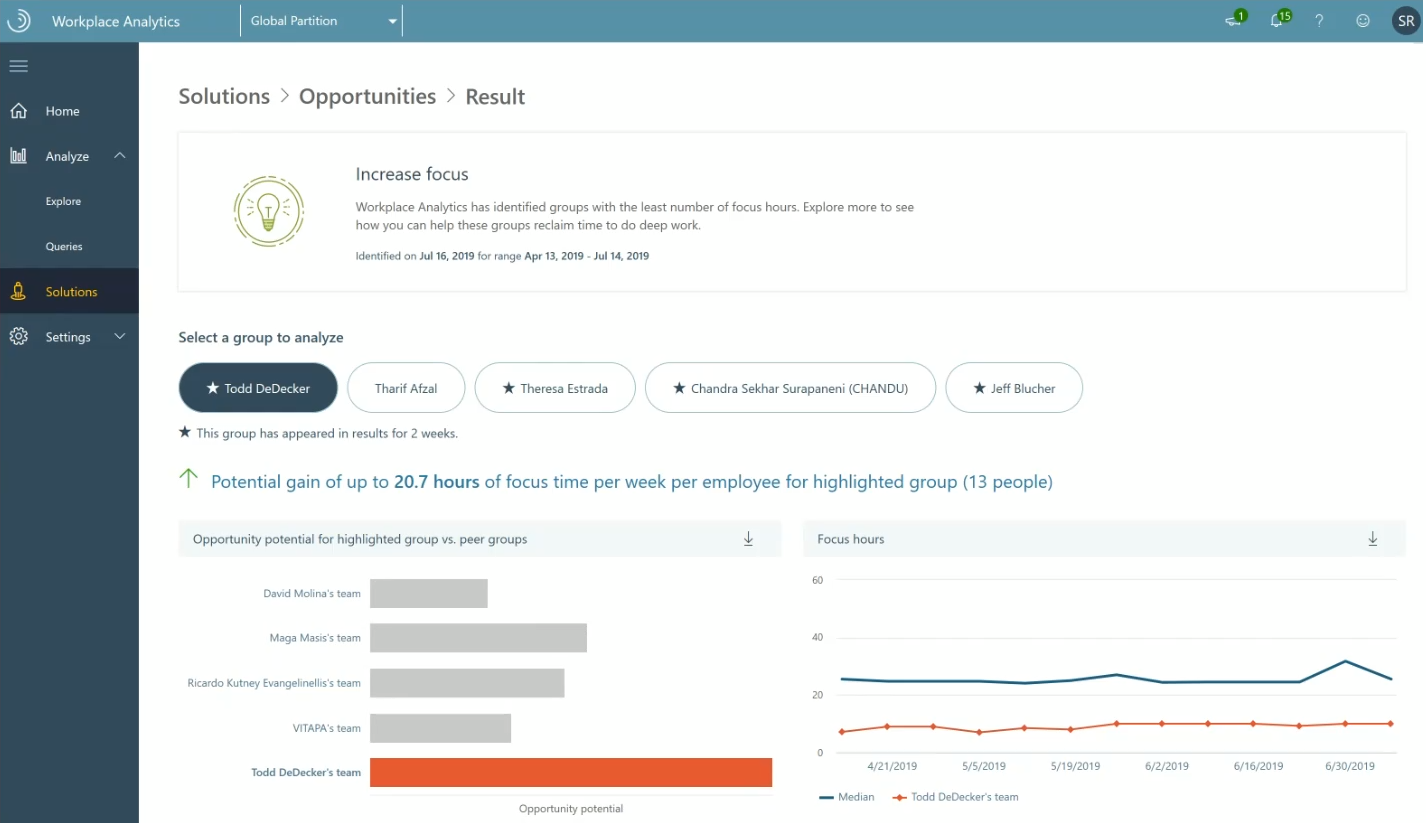 Workplace Analytics
Global Partition
1
15
?
SR
Home
Analyze
Explore
Queries
Solutions
Settings
Solutions > Opportunities > Result
Increase focus
Workplace Analytics has identified groups with the least number of focus hours. Explore more to see
how you can help these groups reclaim time to do deep work.
Identified on Jul 16, 2019 for range Apr 13, 2019 - Jul 14, 2019
Select a group to analyze
★ Todd DeDecker
Tharif Afzal
★ Theresa Estrada
★ Chandra Sekhar Surapaneni (CHANDU)
★ Jeff Blucher
★ This group has appeared in results for 2 weeks.
Potential gain of up to 20.7 hours of focus time per week per employee for highlighted group (13 people)
Opportunity potential for highlighted group vs. peer groups
David Molina's team
Maga Masis's team
Ricardo Kutney Evangelinellis's team
VITAPA's team
Todd DeDecker's team
Opportunity potential
Focus hours
60
40
20
0
4/21/2019 5/5/2019 5/19/2019 6/2/2019 6/16/2019 6/30/2019
Median Todd DeDecker's team